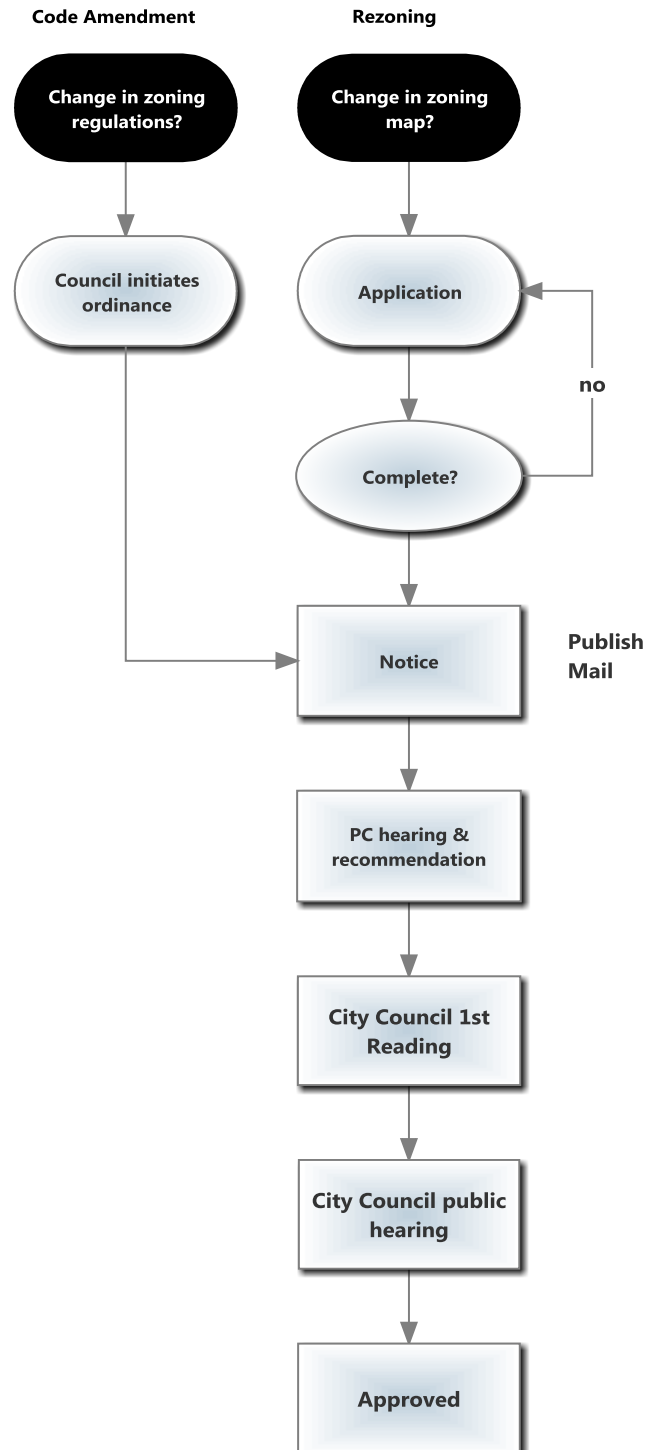 Code Amendment
Rezoning
Change in zoning
regulations?
Change in zoning
map?
Council initiates
ordinance
Application
no
Complete?
Notice
Publish
Mail
PC hearing &
recommendation
City Council 1st
Reading
City Council public
hearing
Approved